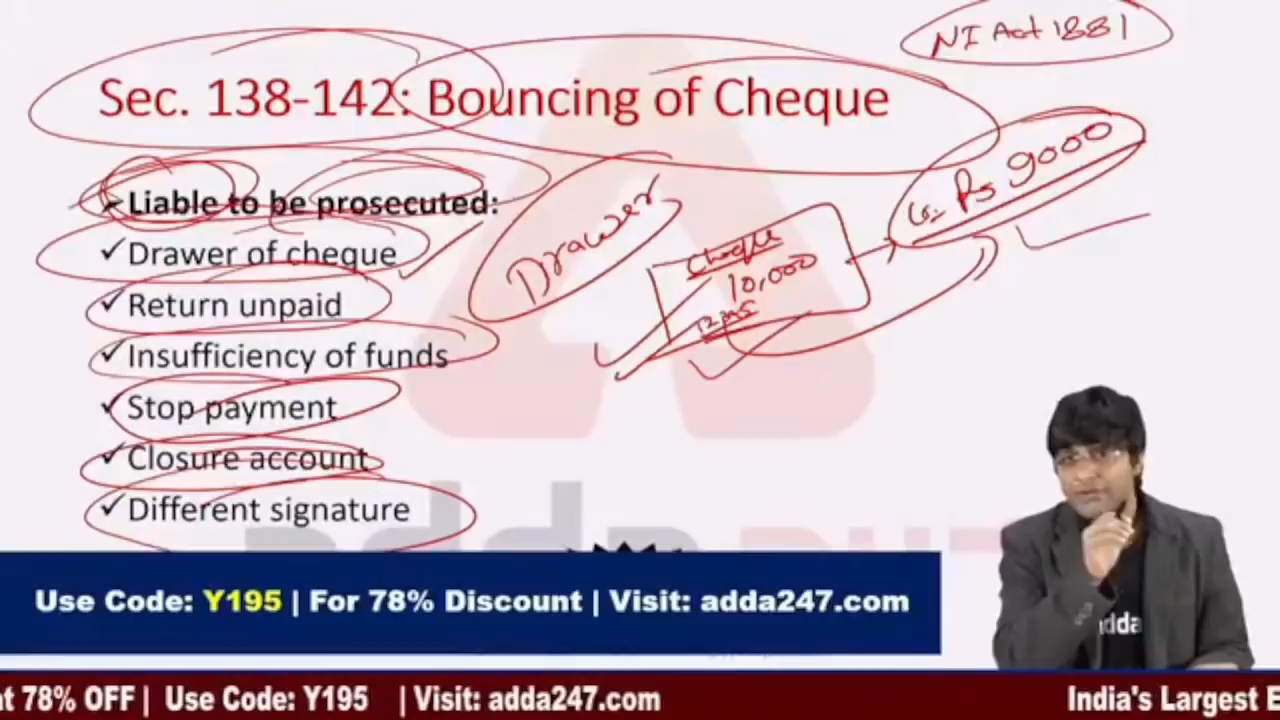 NI Act 1881
Sec. 138-142: Bouncing of Cheque
Liable to be prosecuted:
Drawer of cheque
Return unpaid
Insufficiency of funds
Stop payment
Closure account
Different signature
Drawer
Cheque
10,000
Rs 9000
adda
Use Code: Y195 | For 78% Discount | Visit: adda247.com
at 78% OFF | Use Code: Y195 | Visit: adda247.com
India's Largest E